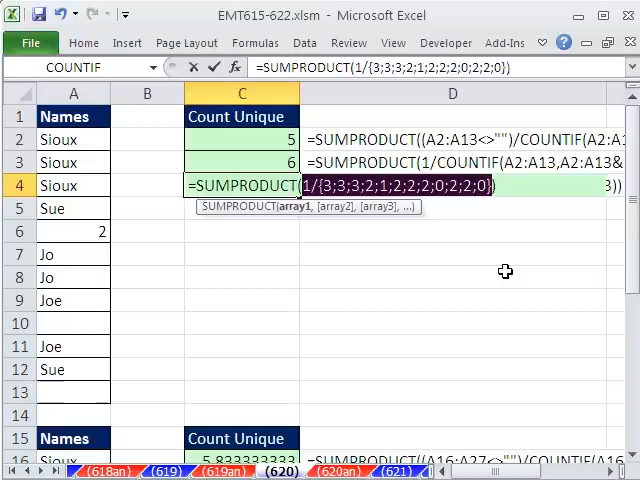 EMT615-622.xlsm - Microsoft Excel
File Home Insert Page Layout Formulas Data Review View Developer Add-Ins
COUNTIF fx =SUMPRODUCT(1/{3;3;3;2;1;2;2;2;0;2;2;0})
A B C D
1 Names Count Unique
2 Sioux 5 =SUMPRODUCT((A2:A13<>"")/COUNTIF(A2:A1
3 Sioux 6 =SUMPRODUCT(1/COUNTIF(A2:A13,A2:A13&
4 Sioux =SUMPRODUCT(1/{3;3;3;2;1;2;2;2;0;2;2;0}) 3))
5 Sue SUMPRODUCT(array1, [array2], [array3], ...)
6 2
7 Jo
8 Jo
9 Joe
10
11 Joe
12 Sue
13
14
15 Names Count Unique
16 Sioux 5.833333333 =SUMPRODUCT((A16:A27<>"")/COUNTIF(A16
(618an) (619) (619an) (620) (620an) (621)